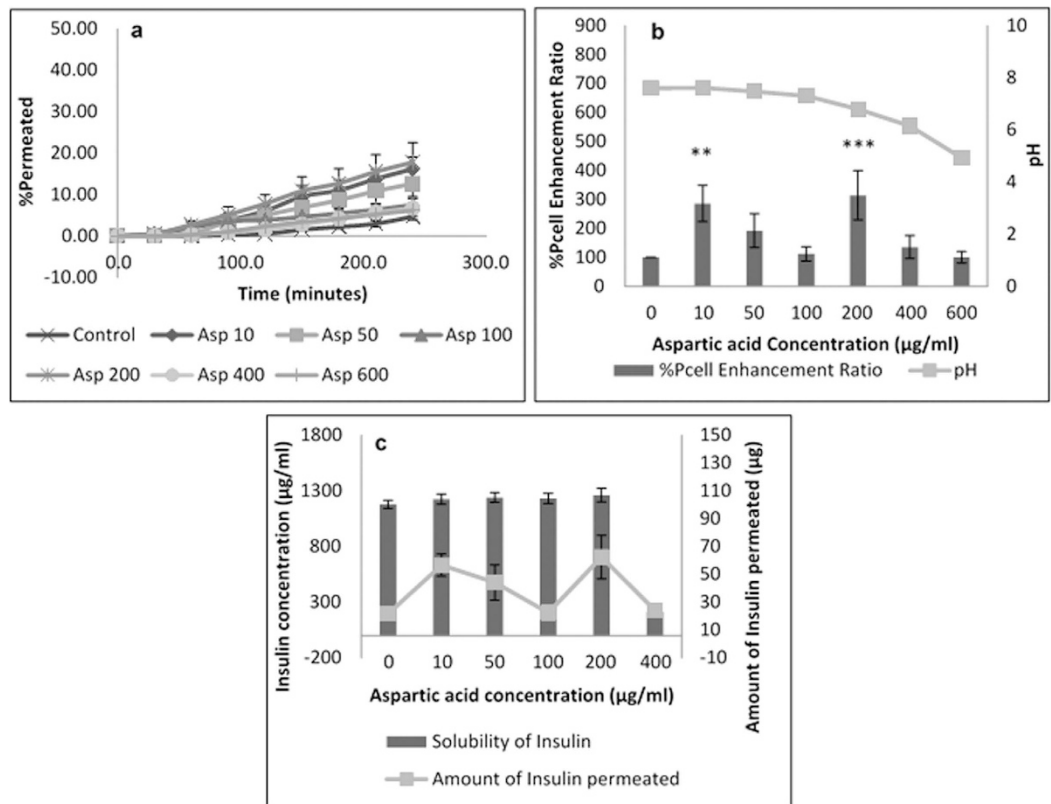 a
50.00
40.00
30.00
20.00
10.00
0.00
-10.00
%Permeated
0.0
100.0
200.0
300.0
Time (minutes)
Control
Asp 10
Asp 50
Asp 100
Asp 200
Asp 400
Asp 600
b
900
800
700
600
500
400
300
200
100
0
%Pcell Enhancement Ratio
10
8
6
4
2
0
pH
** 
***
0 10 50 100 200 400 600
Aspartic acid Concentration (µg/ml)
%Pcell Enhancement Ratio
pH
c
1800
1300
800
300
-200
Insulin concentration (µg/ml)
150
130
110
90
70
50
30
10
-10
Amount of Insulin permeated (µg)
0 10 50 100 200 400
Aspartic acid concentration (µg/ml)
Solubility of Insulin
Amount of Insulin permeated